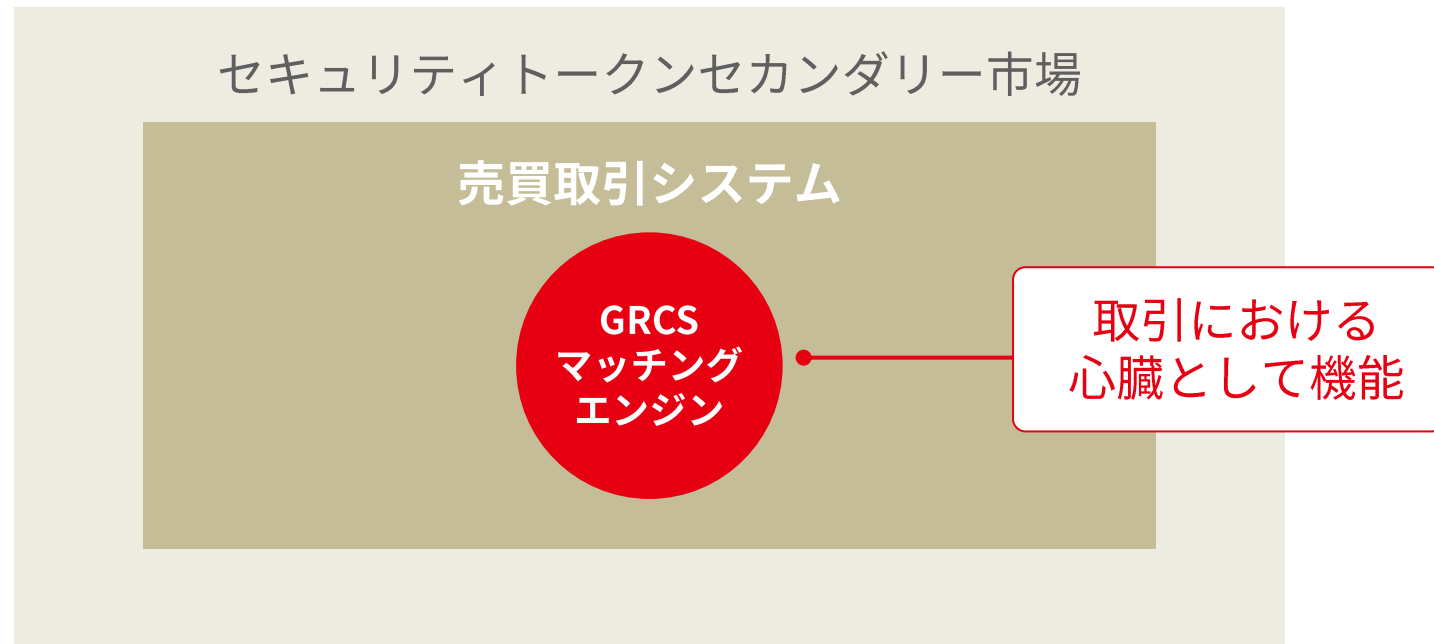 セキュリティトークンセカンダリー市場
売買取引システム
GRCS
マッチング
エンジン
取引における
心臓として機能